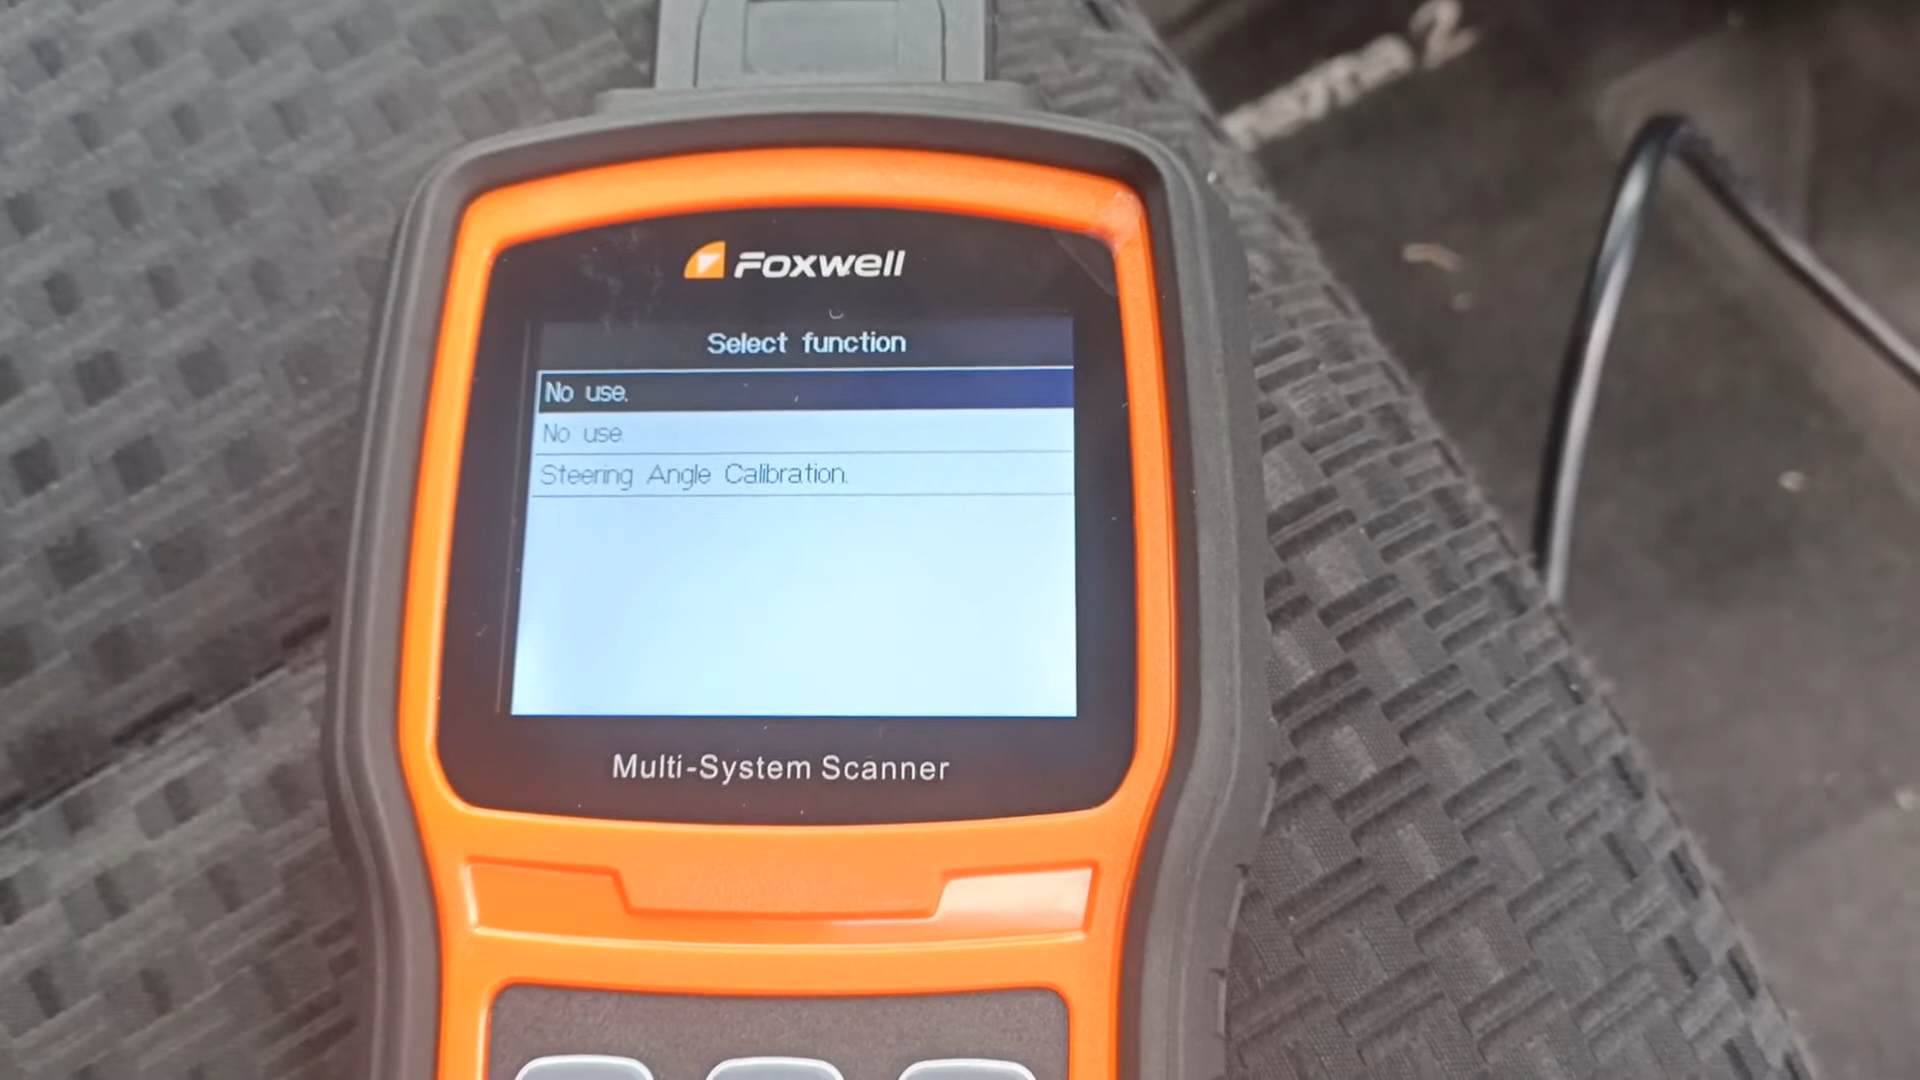 Foxwell
Select function
No use.
No use.
Steering Angle Calibration.
Multi-System Scanner